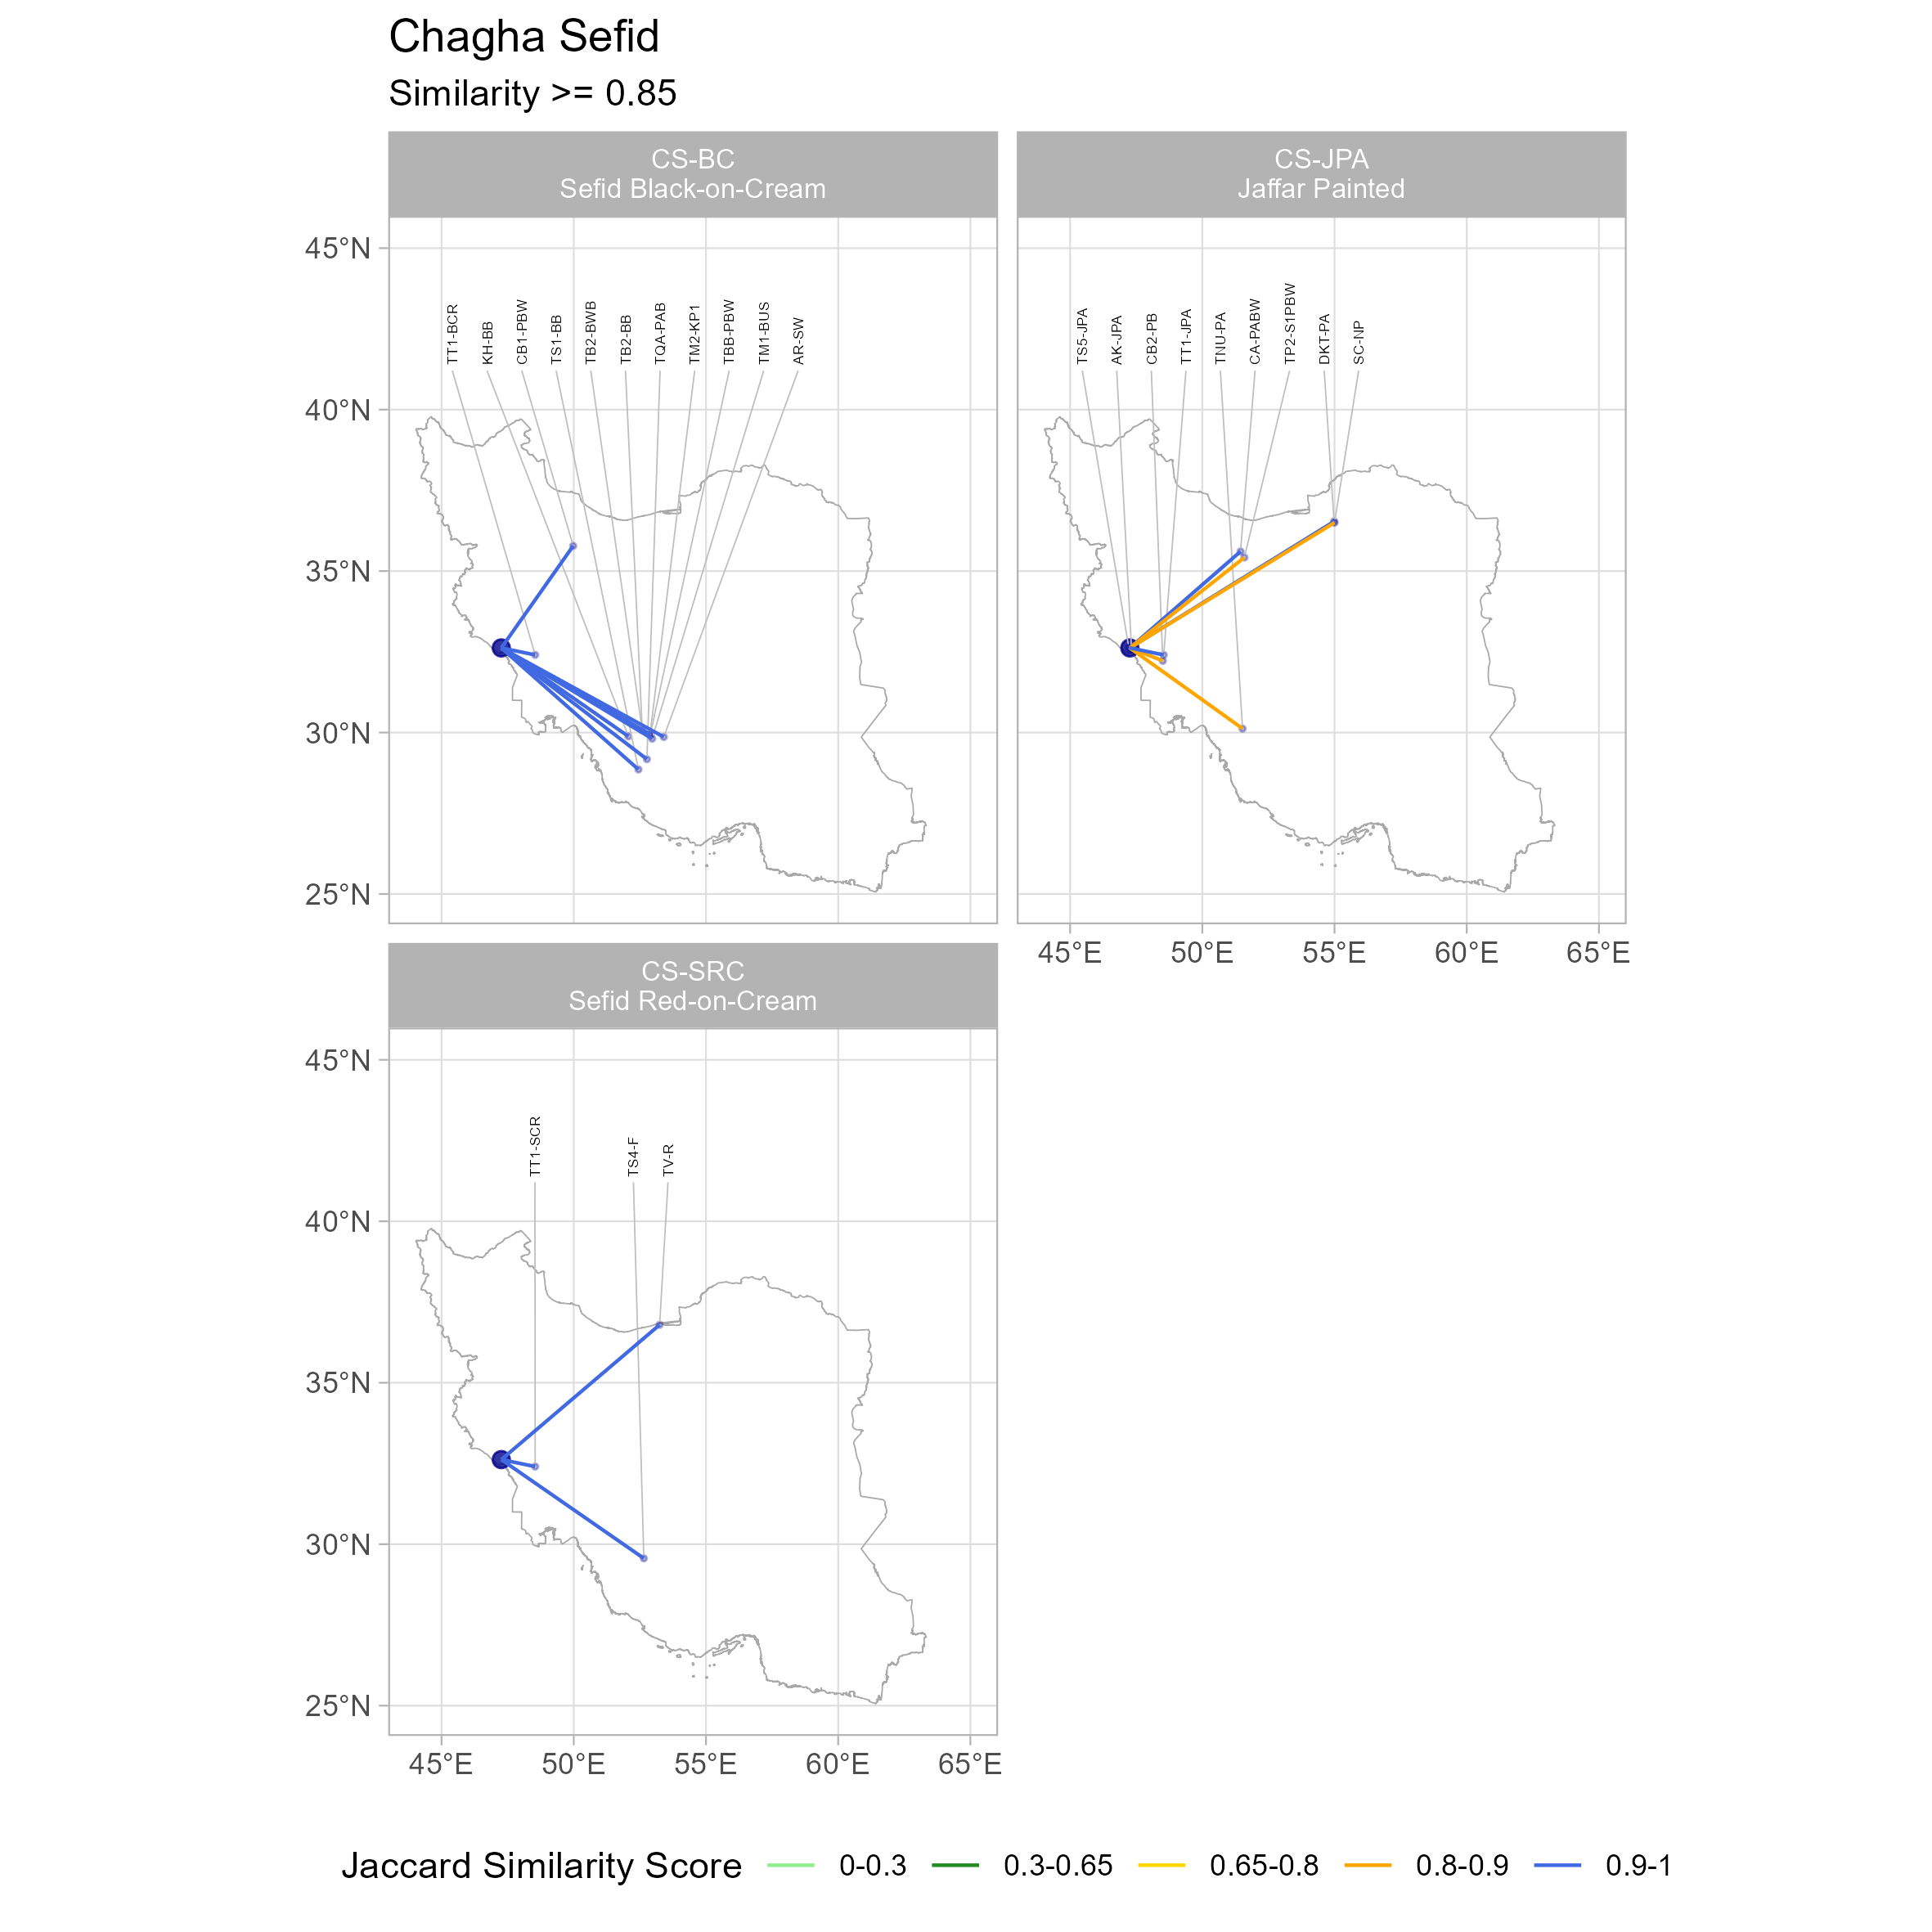 Chagha Sefid
Similarity >= 0.85
CS-BC
Sefid Black-on-Cream
CS-JPA
Jaffar Painted
45°N
40°N
35°N
30°N
25°N
TT1-BCR
KH-BB
CB1-PBW
TS1-BB
TB2-BWB
TB2-BB
TQA-PAB
TM2-KP1
TBB-PBW
TM1-BUS
AR-SW
TS5-JPA
AK-JPA
CB2-PB
TT1-JPA
TNU-PA
CA-PABW
TP2-S1PBW
DKT-PA
SC-NP
45°E 50°E 55°E 60°E 65°E
CS-SRC
Sefid Red-on-Cream
45°N
40°N
35°N
30°N
25°N
TT1-SCR
TS4-F
TV-R
45°E 50°E 55°E 60°E 65°E
Jaccard Similarity Score 0-0.3 0.3-0.65 0.65-0.8 0.8-0.9 0.9-1